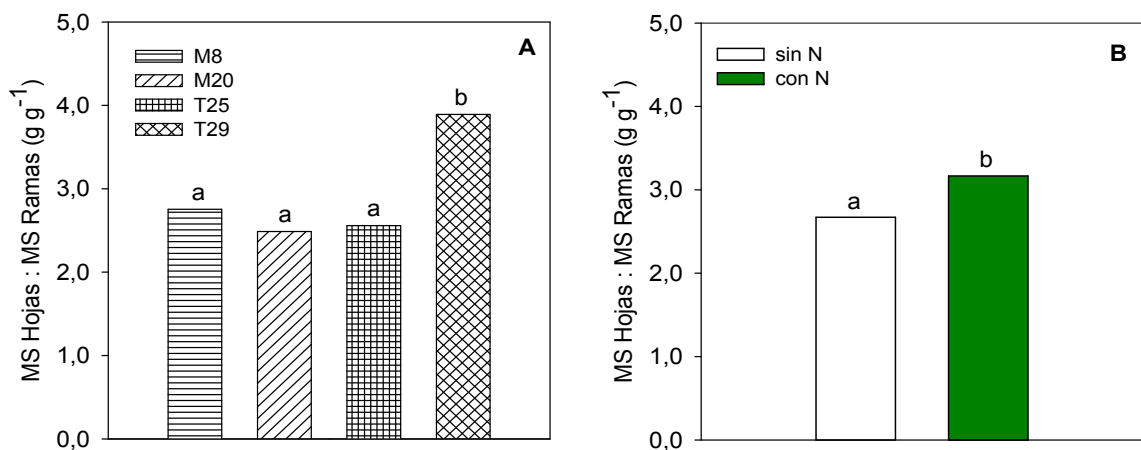 MS Hojas : MS Ramas (g g⁻¹)
5,0
4,0
3,0
2,0
1,0
0,0
M8
M20
T25
T29
A
a
a
a
b
MS Hojas : MS Ramas (g g⁻¹)
5,0
4,0
3,0
2,0
1,0
0,0
sin N
con N
B
a
b